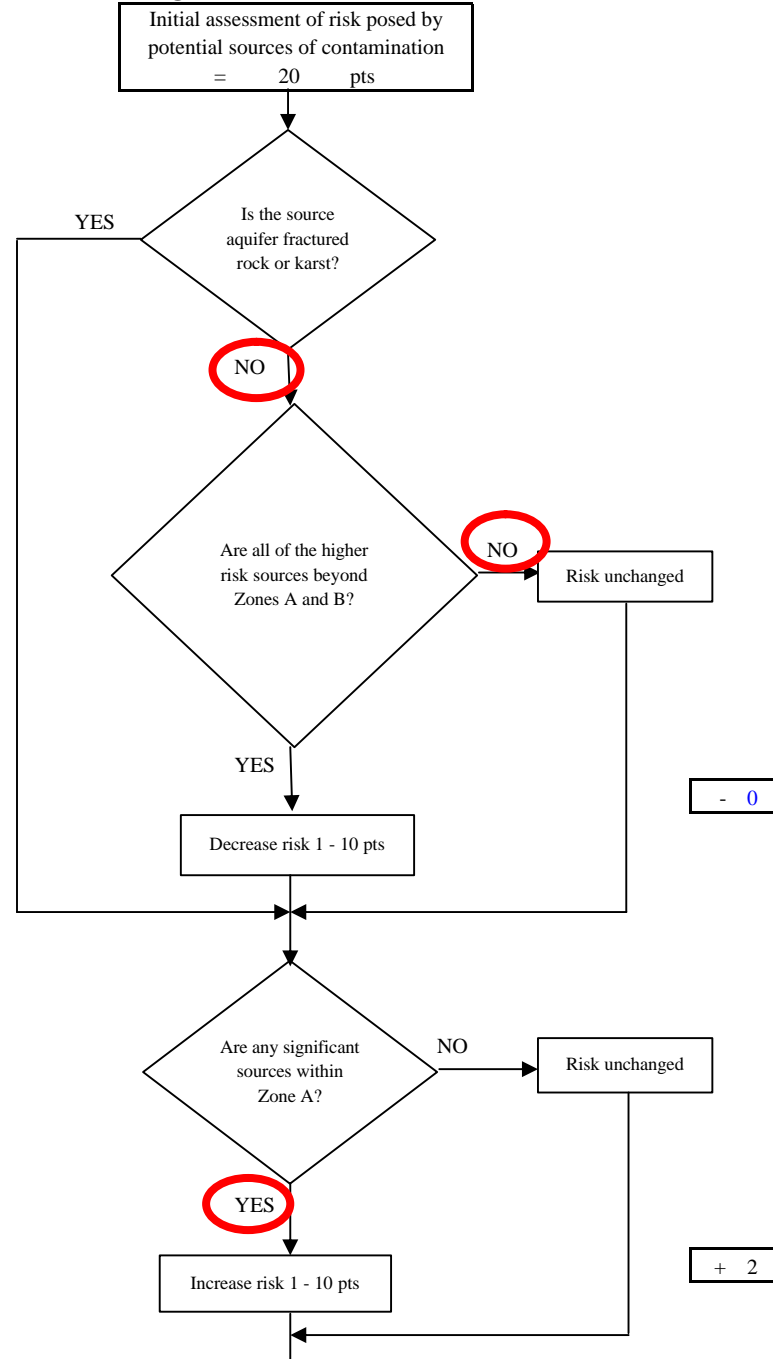 Initial assessment of risk posed by
potential sources of contamination
= 20 pts
YES
Is the source
aquifer fractured
rock or karst?
NO
Are all of the higher
risk sources beyond
Zones A and B?
NO
Risk unchanged
YES
- 0
Decrease risk 1 - 10 pts
Are any significant
sources within
Zone A?
NO
Risk unchanged
YES
+ 2
Increase risk 1 - 10 pts